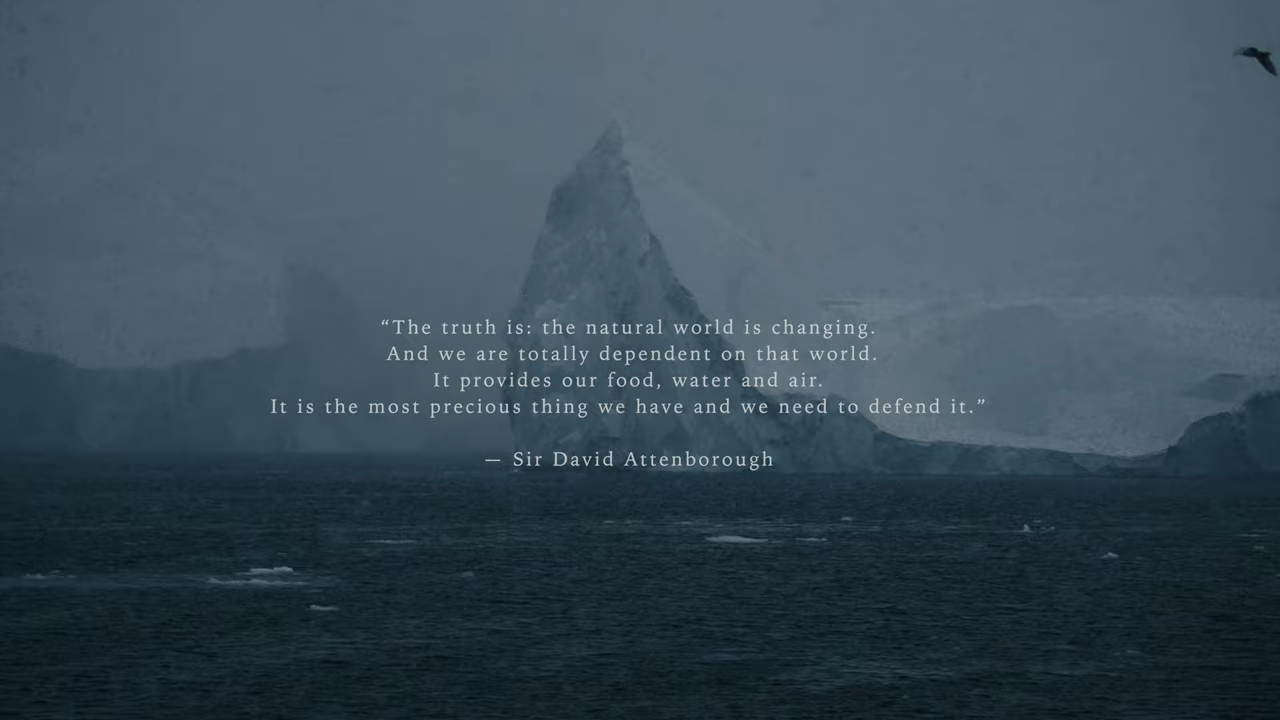 “The truth is: the natural world is changing.
And we are totally dependent on that world.
It provides our food, water and air.
It is the most precious thing we have and we need to defend it.”
— Sir David Attenborough